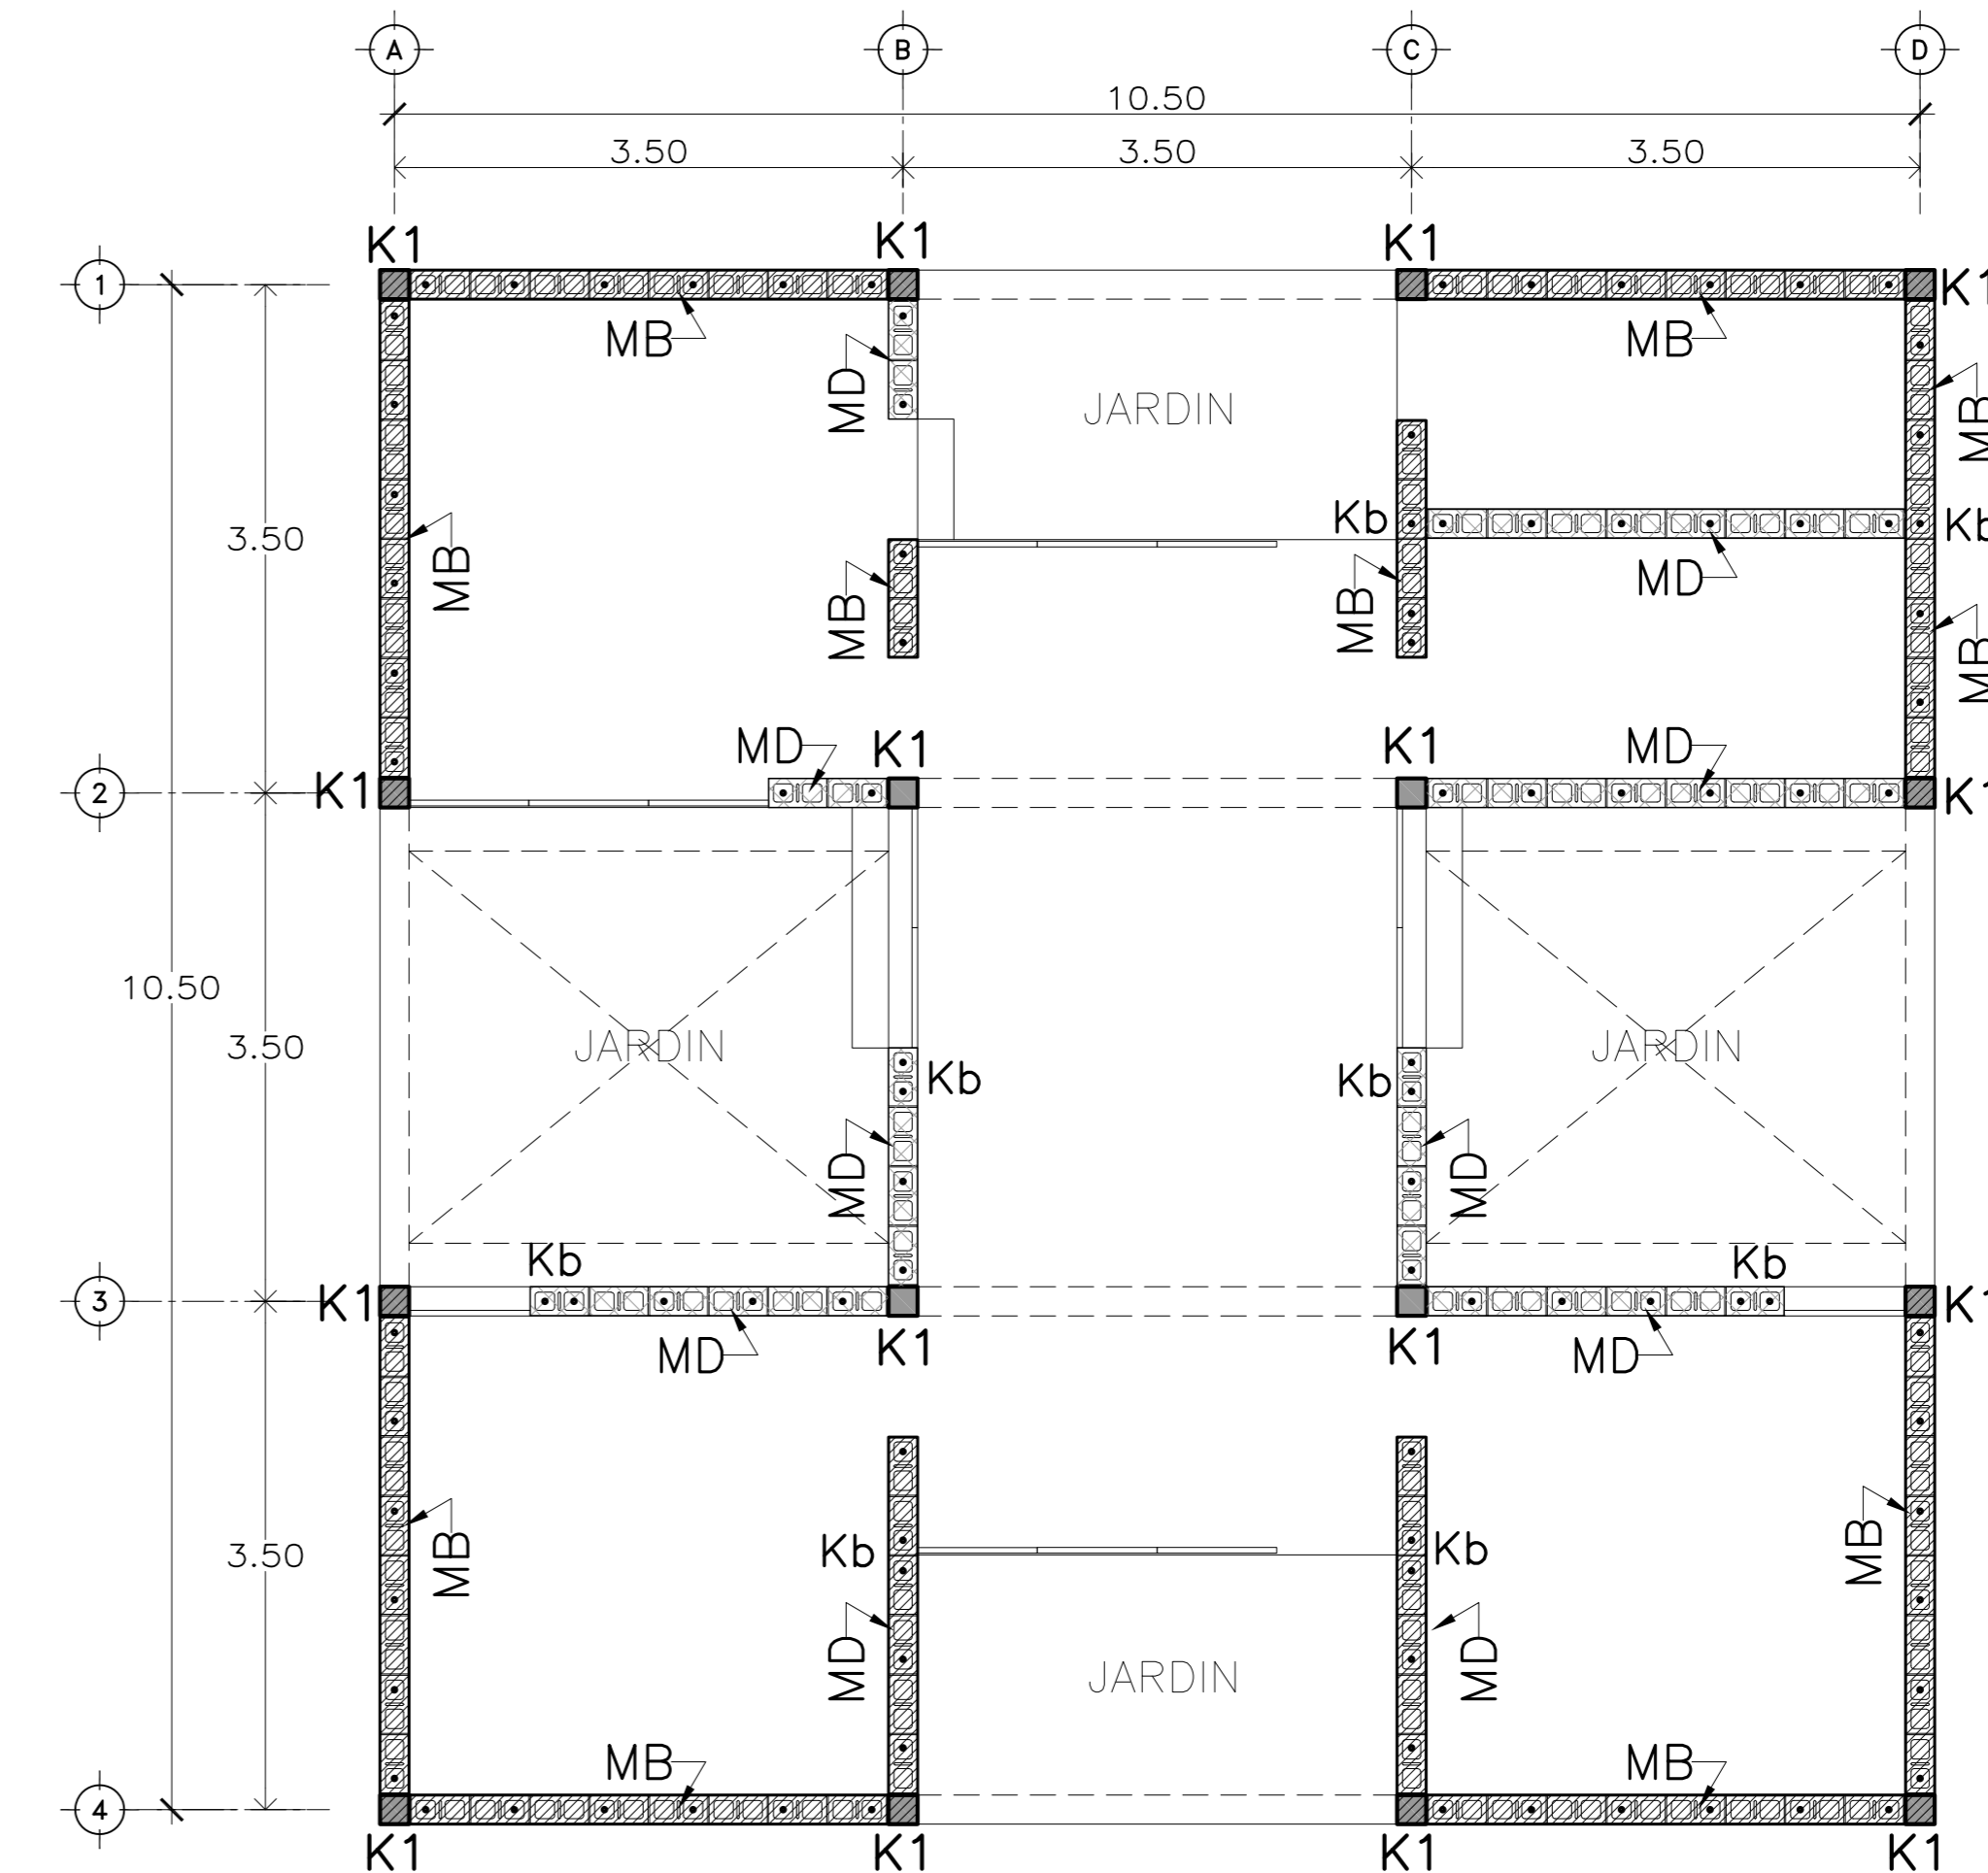 A B C D
10.50
3.50 3.50 3.50
K1 K1 K1
1 K1
MB MB
MD JARDIN MB
Kb Kb
3.50
MB MB MB MD MB
MD K1 K1 MD
2 K1 K1
10.50 3.50
JARDIN JARDIN
Kb Kb
MD MD
Kb Kb
3 K1 K1
MD K1 K1 MD
3.50
MB Kb Kb MB
MD JARDIN MD
MB MB
4
K1 K1 K1 K1